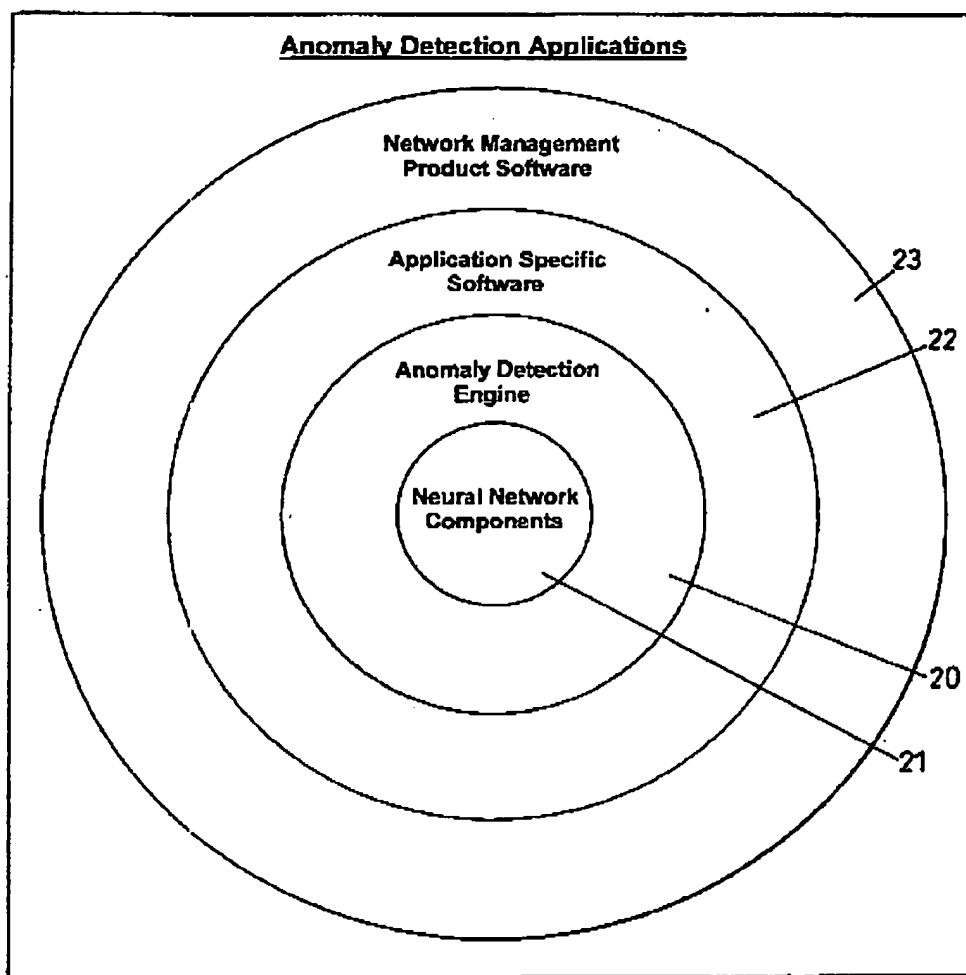 Anomaly Detection Applications
Network Management
Product Software
Application Specific
Software
Anomaly Detection
Engine
Neural Network
Components
23
22
20
21